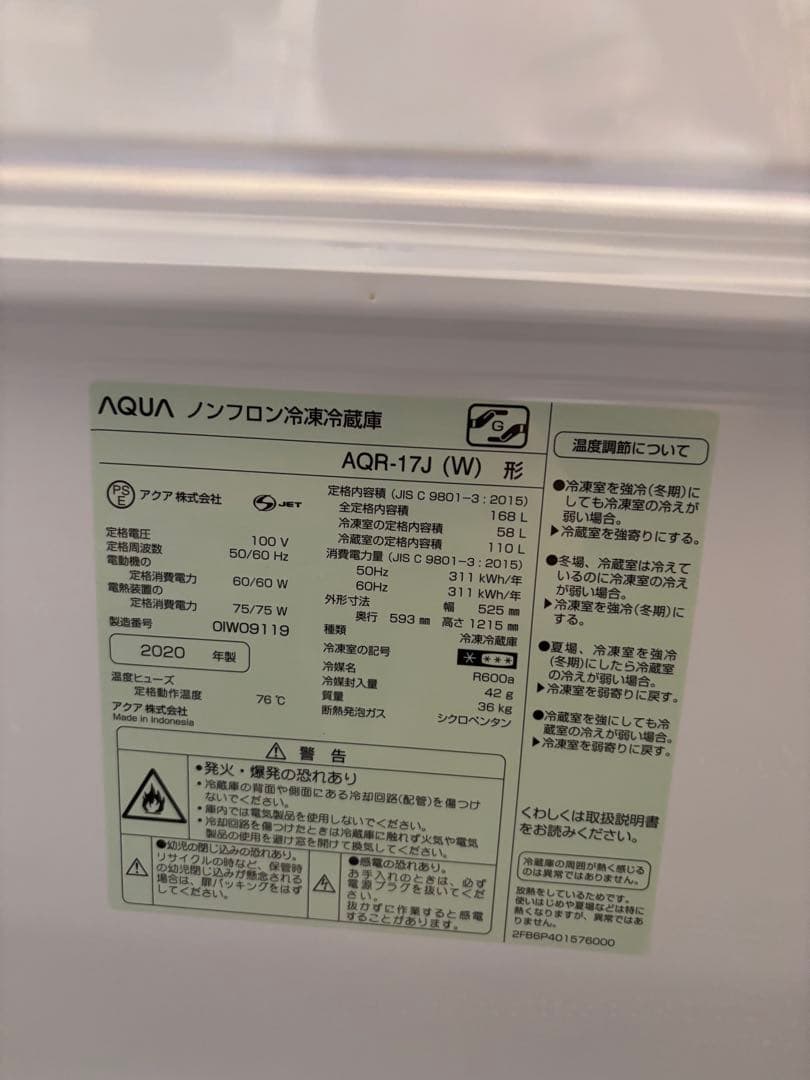 AQUA ノンフロン冷凍冷蔵庫
G
AQR-17J (W) 形
PS E アクア 株式会社
JET
定格電圧 100 V
定格周波数 50/60 Hz
電動機の
定格消費電力 60/60 W
電熱装置の
定格消費電力 75/75 W
製造番号 OIW09119
2020 年製
温度ヒューズ
定格動作温度 76 ℃
アクア 株式会社
Made in Indonesia
定格内容積 (JIS C 9801-3 : 2015)
全定格内容積 168 L
冷凍室の定格内容積 58 L
冷蔵室の定格内容積 110 L
消費電力量 (JIS C 9801-3 : 2015)
50Hz 311 kWh/年
60Hz 311 kWh/年
外形寸法 幅 525 ㎜
奥行 593 ㎜ 高さ 1215 ㎜
種類 冷凍冷蔵庫
冷凍室の記号
冷媒名 R600a
冷媒封入量 42 g
質量 36 kg
断熱発泡ガス シクロペンタン
警告
●発火・爆発の恐れあり
・冷蔵庫の背面や側面にある冷却回路(配管)を傷つけ
ないでください。
・庫内では電気製品を使用しないでください。
・冷却回路を傷つけたときは冷蔵庫に触れず火気や電気
製品の使用を避け窓を開けて換気してください。
●幼児の閉じ込みの恐れあり。
リサイクルの時など、保管時
の幼児閉じ込みが懸念される
場合は、扉パッキングをはず
してください。
●感電の恐れあり。
お手入れのときは、必ず
電源プラグを抜いてくだ
さい。
抜かずに作業すると感電
することがあります。
温度調節について
●冷凍室を強冷(冬期)に
しても冷凍室の冷えが
弱い場合。
▶冷蔵室を強寄りにする。
●冬場、冷蔵室は冷えて
いるのに冷凍室の冷え
が弱い場合。
▶冷凍室を強冷(冬期)に
する。
●夏場、冷凍室を強冷
(冬期)にしたら冷蔵室
の冷えが弱い場合。
▶冷凍室を弱寄りに戻す。
●冷蔵室を強にしても冷
蔵室の冷えが弱い場合。
▶冷凍室を弱寄りに戻す。
くわしくは取扱説明書
をお読みください。
冷蔵庫の周囲が熱く感じる
のは異常ではありません。
放熱をしているためです。
使いはじめや夏場などは特に
熱くなりますが、異常ではあ
りません。
2FB6P401576000